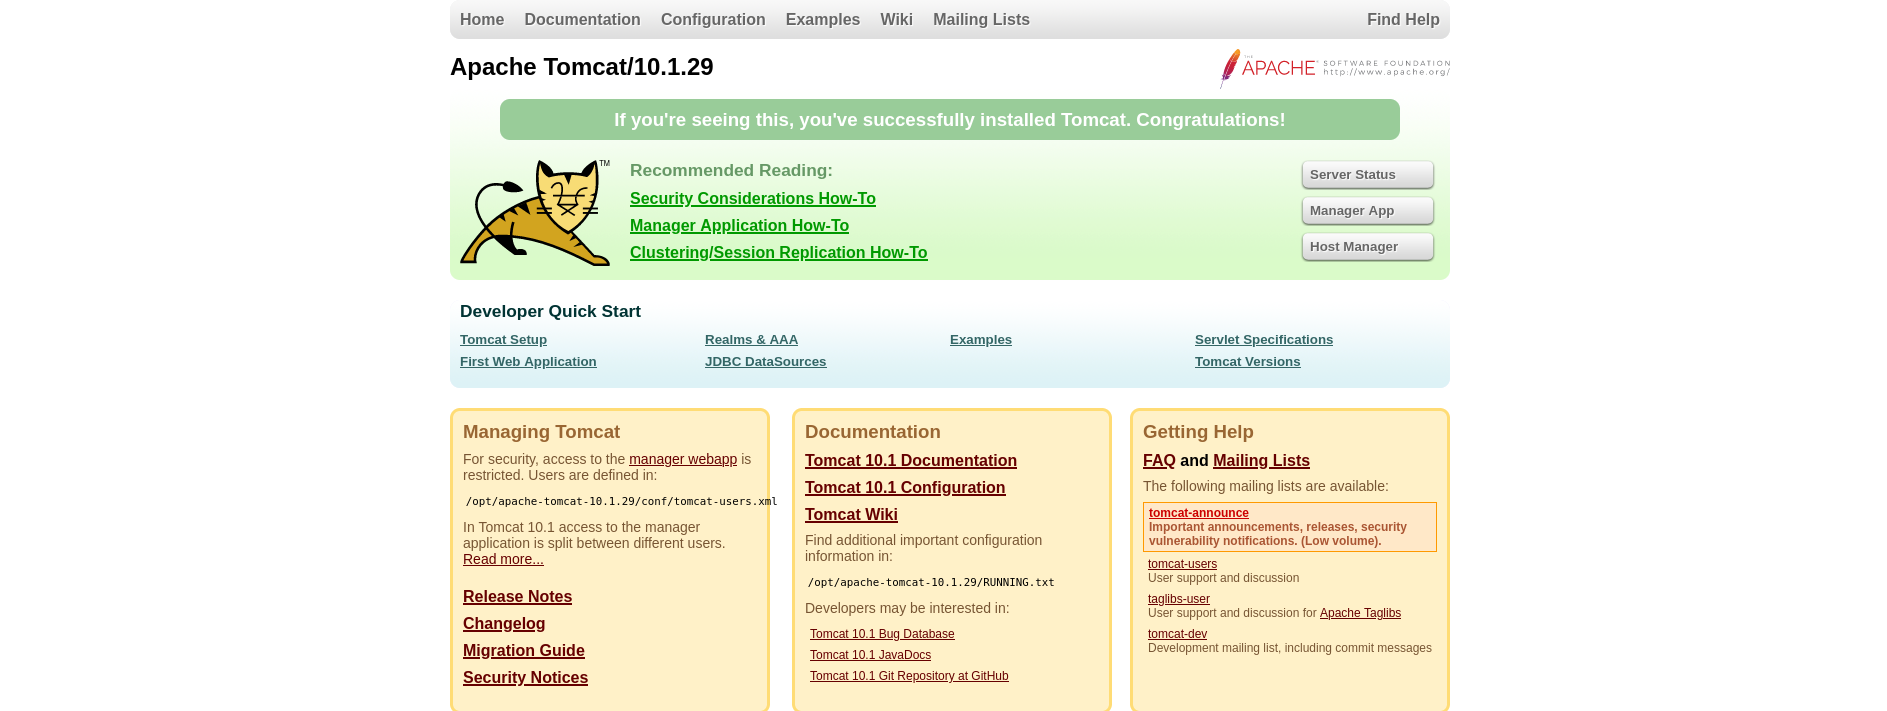 Home Documentation Configuration Examples Wiki Mailing Lists Find Help
Apache Tomcat/10.1.29
THE APACHE® SOFTWARE FOUNDATION
http://www.apache.org/
If you're seeing this, you've successfully installed Tomcat. Congratulations!
TM
Recommended Reading:
Security Considerations How-To
Manager Application How-To
Clustering/Session Replication How-To
Server Status
Manager App
Host Manager
Developer Quick Start
Tomcat Setup
First Web Application
Realms & AAA
JDBC DataSources
Examples
Servlet Specifications
Tomcat Versions
Managing Tomcat
For security, access to the manager webapp is
restricted. Users are defined in:
/opt/apache-tomcat-10.1.29/conf/tomcat-users.xml
In Tomcat 10.1 access to the manager
application is split between different users.
Read more...
Release Notes
Changelog
Migration Guide
Security Notices
Documentation
Tomcat 10.1 Documentation
Tomcat 10.1 Configuration
Tomcat Wiki
Find additional important configuration
information in:
/opt/apache-tomcat-10.1.29/RUNNING.txt
Developers may be interested in:
Tomcat 10.1 Bug Database
Tomcat 10.1 JavaDocs
Tomcat 10.1 Git Repository at GitHub
Getting Help
FAQ and Mailing Lists
The following mailing lists are available:
tomcat-announce
Important announcements, releases, security
vulnerability notifications. (Low volume).
tomcat-users
User support and discussion
taglibs-user
User support and discussion for Apache Taglibs
tomcat-dev
Development mailing list, including commit messages